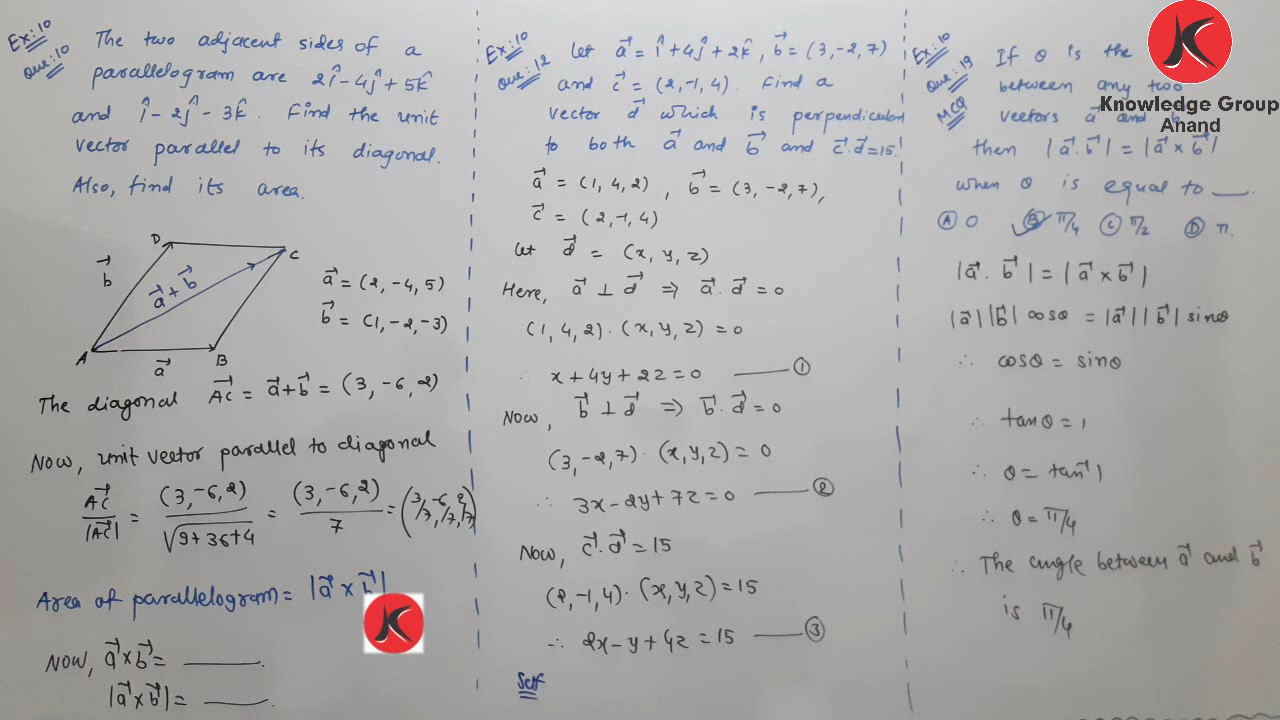 Ex:10
Que:10
The two adjacent sides of a
parallelogram are 2î-4ĵ+5k̂
and î-2ĵ-3k̂. Find the unit
vector parallel to its diagonal.
Also, find its area.
D
C
A
B
b⃗
a⃗+b⃗
a⃗
a⃗=(2,-4,5)
b⃗=(1,-2,-3)
The diagonal AC⃗ = a⃗+b⃗ = (3,-6,2)
Now, unit vector parallel to diagonal
AC⃗/|AC⃗| = (3,-6,2)/√9+36+4 = (3,-6,2)/7 = (3/7,-6/7,2/7)
Area of parallelogram = |a⃗×b⃗|
Now, a⃗×b⃗ = ____.
|a⃗×b⃗| = ____.
Ex:10
Que:12
Let a⃗=î+4ĵ+2k̂, b⃗=(3,-2,7)
and c⃗=(2,-1,4). Find a
vector d⃗ which is perpendicular
to both a⃗ and b⃗ and c⃗.d⃗=15.
a⃗=(1,4,2), b⃗=(3,-2,7),
c⃗=(2,-1,4)
Let d⃗=(x,y,z)
Here, a⃗⊥d⃗ ⇒ a⃗.d⃗=0
(1,4,2).(x,y,z)=0
∴ x+4y+2z=0 —— ①
Now, b⃗⊥d⃗ ⇒ b⃗.d⃗=0
(3,-2,7).(x,y,z)=0
∴ 3x-2y+7z=0 —— ②
Now, c⃗.d⃗=15
(2,-1,4).(x,y,z)=15
∴ 2x-y+4z=15 —— ③
Self
Ex:10
Que:19
MCQ
If θ is the
between any two
vectors a⃗ and b⃗
then |a⃗.b⃗|=|a⃗×b⃗|
when θ is equal to ___.
Ⓐ 0 Ⓑ π/4 Ⓒ π/2 Ⓓ π.
|a⃗.b⃗|=|a⃗×b⃗|
|a⃗||b⃗|cosθ=|a⃗||b⃗|sinθ
∴ cosθ=sinθ
∴ tanθ=1
∴ θ=tan⁻¹1
∴ θ=π/4
∴ The angle between a⃗ and b⃗
is π/4
K
Knowledge Group
Anand
K